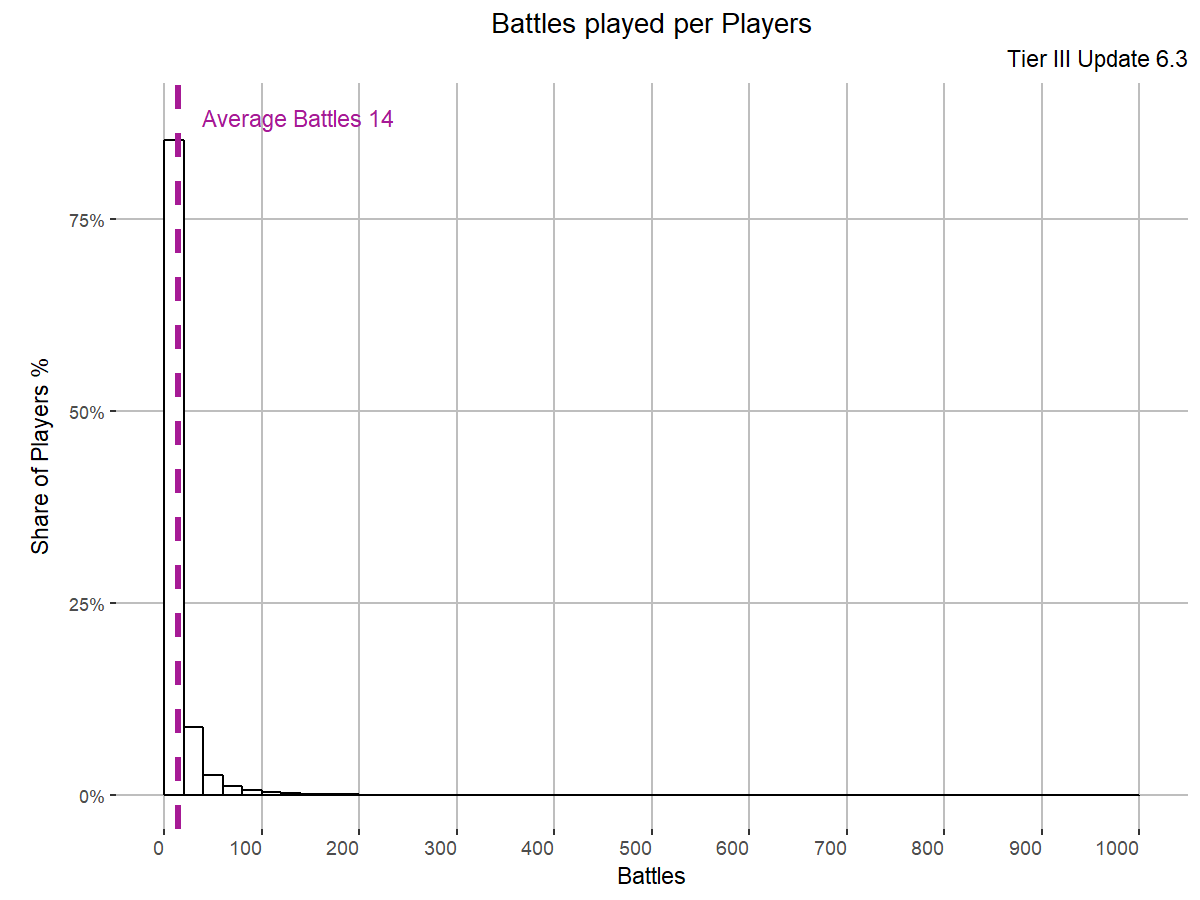 Battles played per Players
Tier III Update 6.3
Average Battles 14
75%
50%
25%
0%
Share of Players %
0 100 200 300 400 500 600 700 800 900 1000
Battles